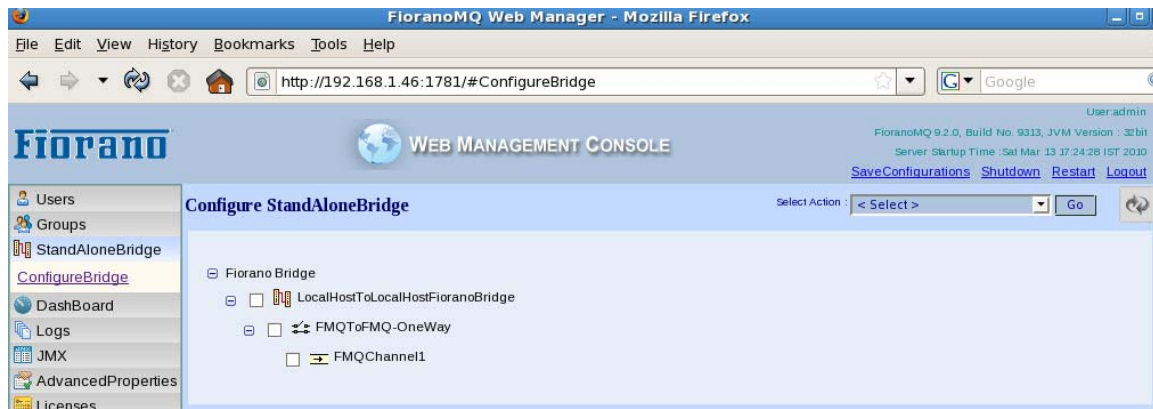 FioranoMQ Web Manager - Mozilla Firefox
File Edit View History Bookmarks Tools Help
http://192.168.1.46:1781/#ConfigureBridge
G Google
User:admin
Fiorano
WEB MANAGEMENT CONSOLE
FioranoMQ 9.2.0, Build No. 9313, JVM Version : 32bit
Server Startup Time :Sat Mar 13 17:24:28 IST 2010
SaveConfigurations Shutdown Restart Logout
Users
Groups
StandAloneBridge
ConfigureBridge
DashBoard
Logs
JMX
AdvancedProperties
Licenses
Configure StandAloneBridge
Select Action : < Select > Go
Fiorano Bridge
LocalHostToLocalHostFioranoBridge
FMQToFMQ-OneWay
FMQChannel1